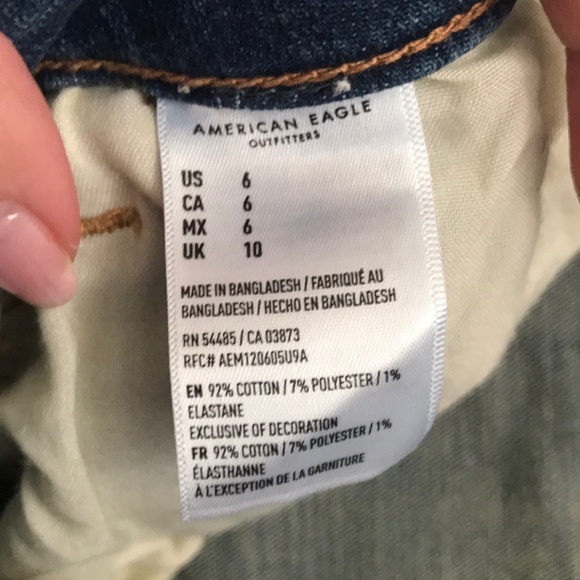 AMERICAN EAGLE
OUTFITTERS
US 6
CA 6
MX 6
UK 10
MADE IN BANGLADESH / FABRIQUÉ AU
BANGLADESH / HECHO EN BANGLADESH
RN 54485 / CA 03873
RFC# AEM120605U9A
EN 92% COTTON / 7% POLYESTER / 1%
ELASTANE
EXCLUSIVE OF DECORATION
FR 92% COTON / 7% POLYESTER / 1%
ÉLASTHANNE
À L'EXCEPTION DE LA GARNITURE